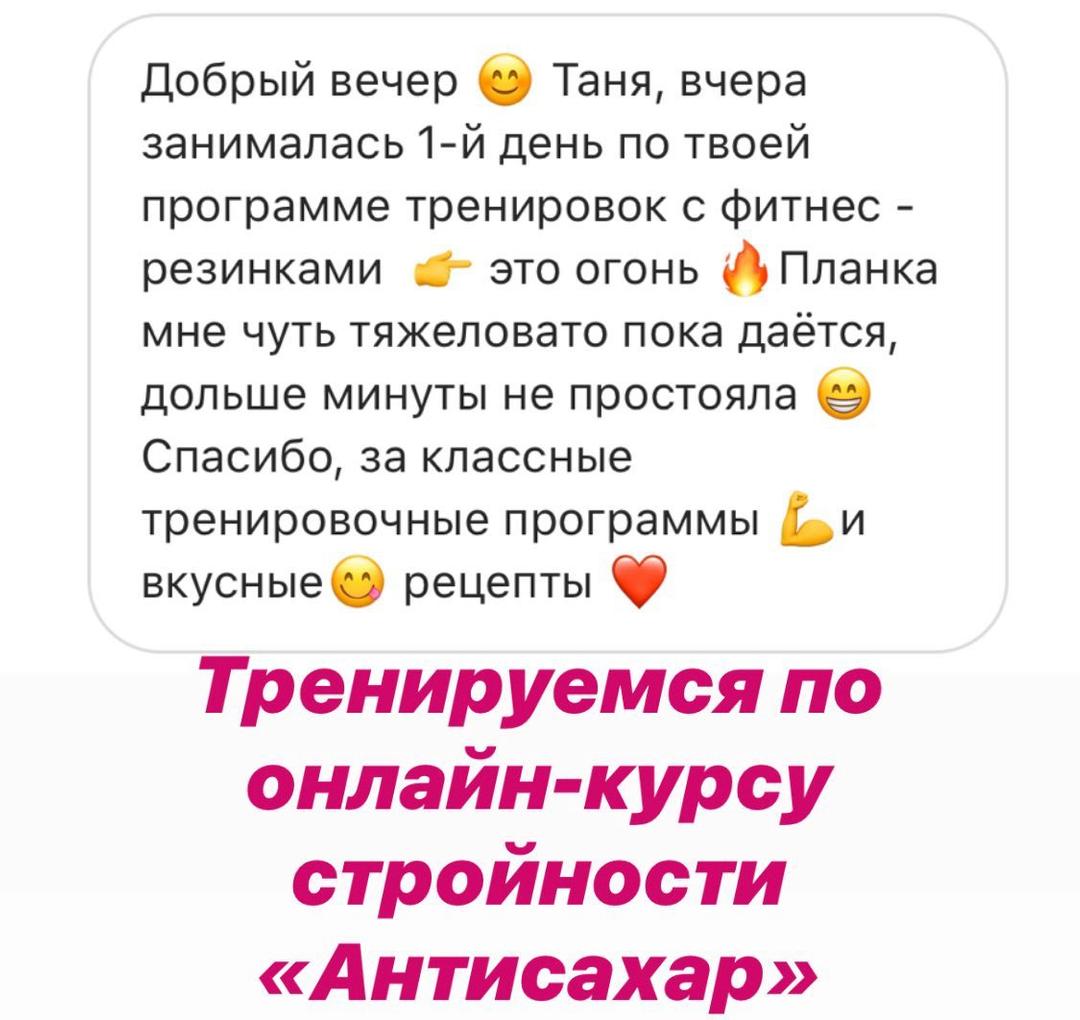 Добрый вечер 😊 Таня, вчера
занималась 1-й день по твоей
программе тренировок с фитнес -
резинками 👉 это огонь 🔥Планка
мне чуть тяжеловато пока даётся,
дольше минуты не простояла 😁
Спасибо, за классные
тренировочные программы 💪и
вкусные😋 рецепты ❤️
Тренируемся по
онлайн-курсу
стройности
«Антисахар»